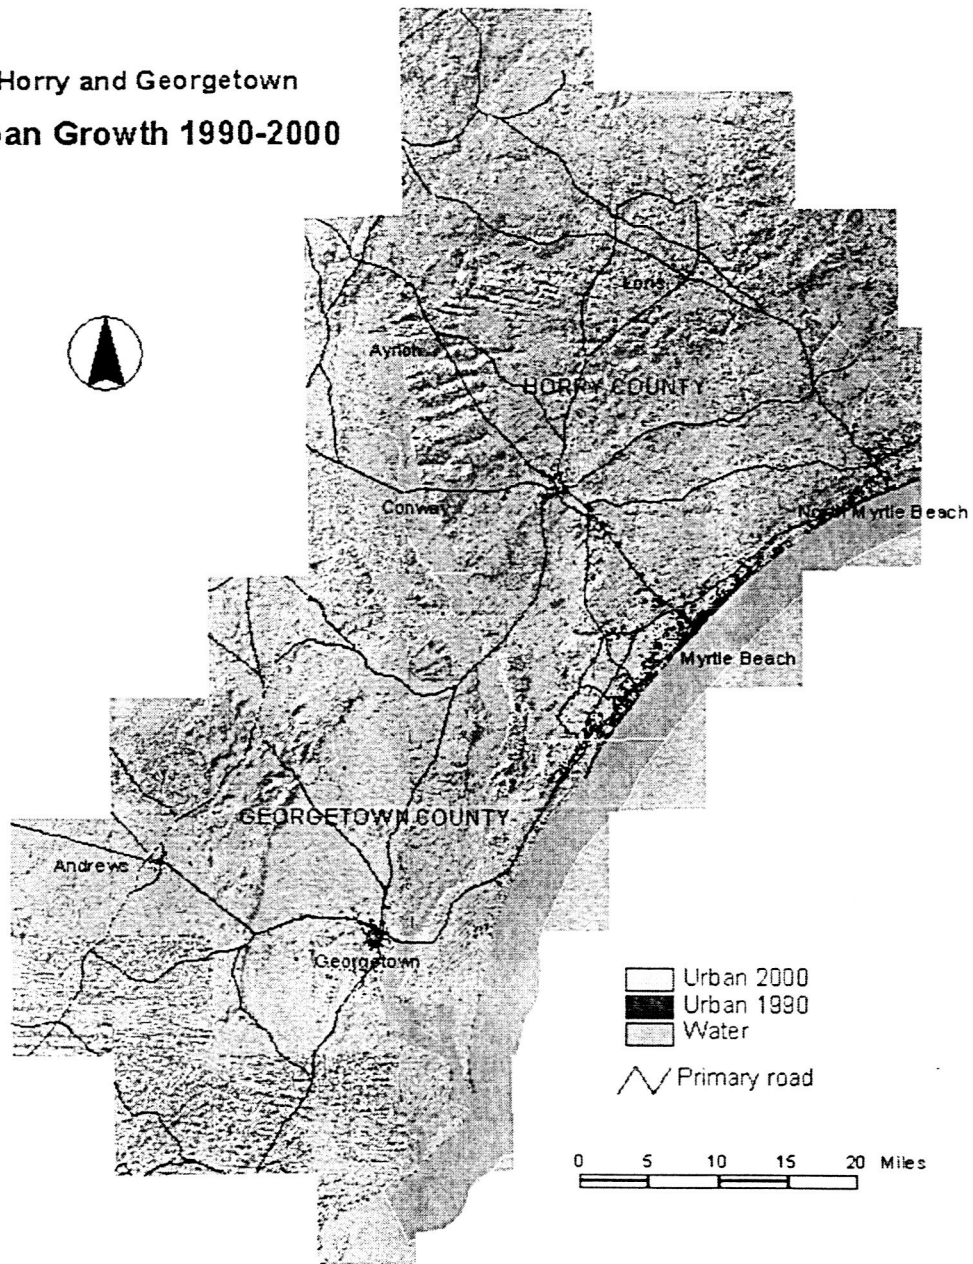 Horry and Georgetown
an Growth 1990-2000
Loris
Aynor
HORRY COUNTY
Conway
North Myrtle Beach
Myrtle Beach
GEORGETOWN COUNTY
Andrews
Georgetown
Urban 2000
Urban 1990
Water
Primary road
0 5 10 15 20 Miles